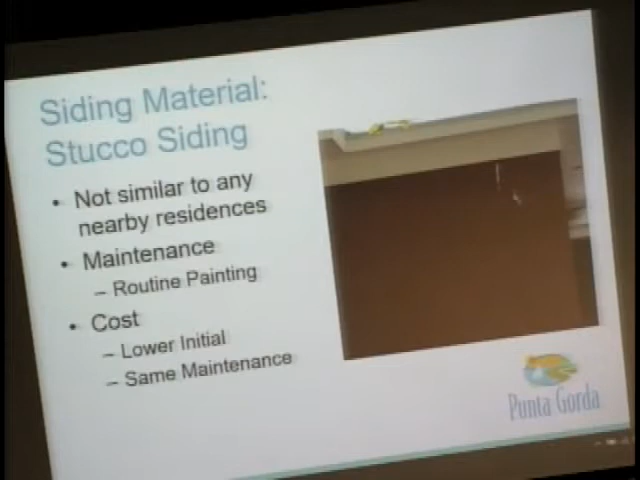 Siding Material:
Stucco Siding
• Not similar to any
nearby residences
• Maintenance
– Routine Painting
• Cost
– Lower Initial
– Same Maintenance
Punta Gorda